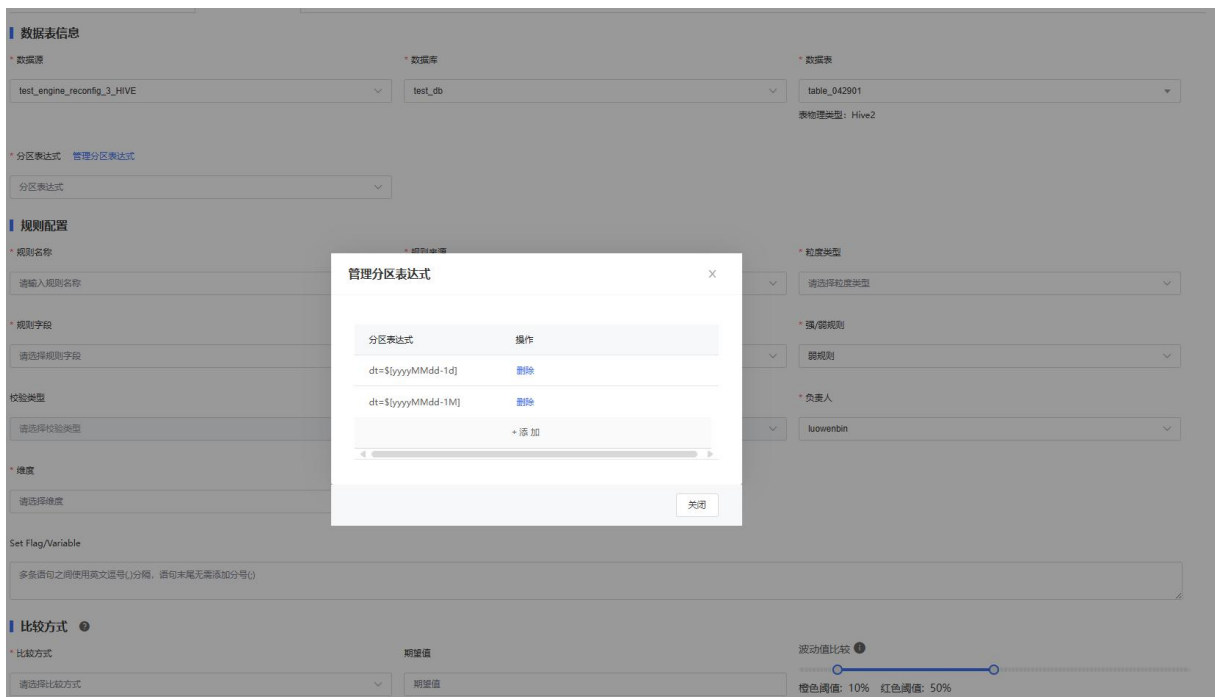 数据表信息
* 数据源
* 数据库
* 数据表
test_engine_reconfig_3_HIVE
test_db
table_042901
表物理类型：Hive2
* 分区表达式 管理分区表达式
分区表达式
规则配置
* 规则名称
* 规则来源
* 粒度类型
请输入规则名称
请选择粒度类型
管理分区表达式
分区表达式 操作
dt=$[yyyyMMdd-1d] 删除
dt=$[yyyyMMdd-1M] 删除
+ 添加
关闭
* 规则字段
* 强/弱规则
请选择规则字段
弱规则
校验类型
* 负责人
请选择校验类型
luowenbin
* 维度
请选择维度
Set Flag/Variable
多条语句之间使用英文逗号(,)分隔，语句末尾无需添加分号(;)
比较方式
* 比较方式
期望值
波动值比较
请选择比较方式
期望值
橙色阈值: 10% 红色阈值: 50%